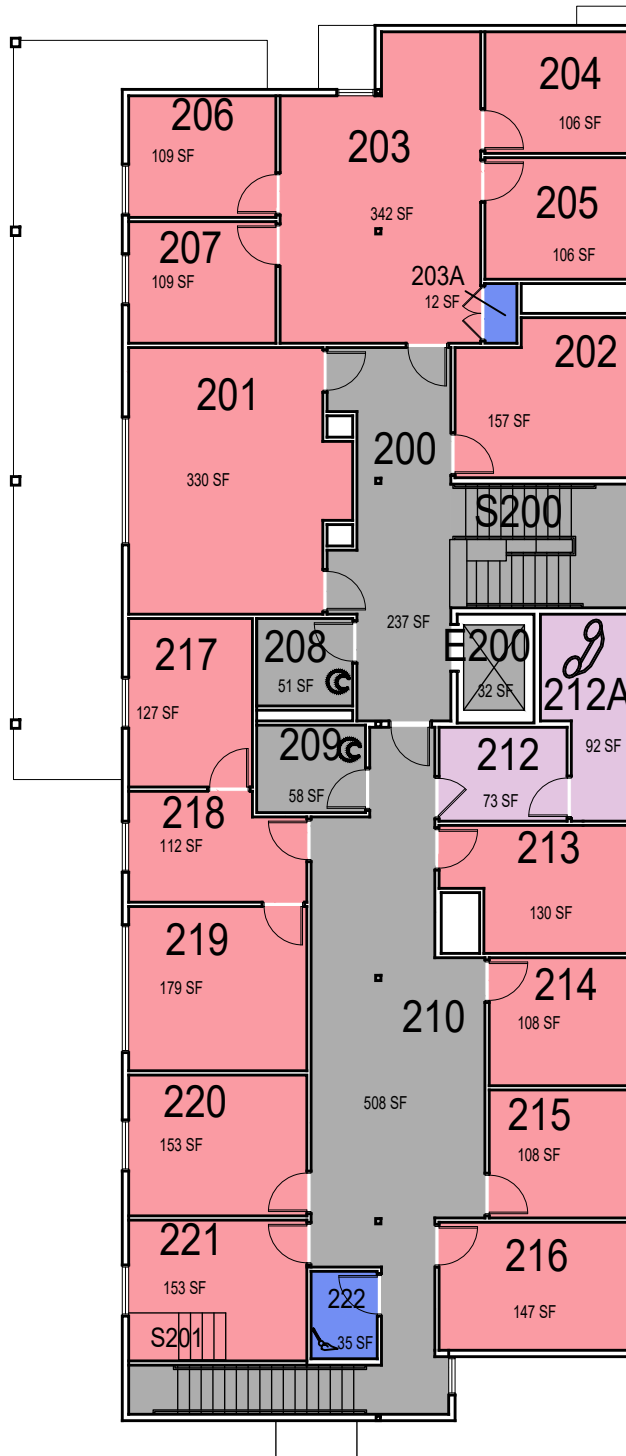 204
106 SF
206
109 SF
203
342 SF
205
106 SF
207
109 SF
203A
12 SF
202
157 SF
201
330 SF
200
237 SF
S200
217
127 SF
208
51 SF
E200
32 SF
212A
92 SF
209
58 SF
212
73 SF
218
112 SF
213
130 SF
219
179 SF
214
108 SF
210
508 SF
220
153 SF
215
108 SF
221
153 SF
216
147 SF
222
35 SF
S201